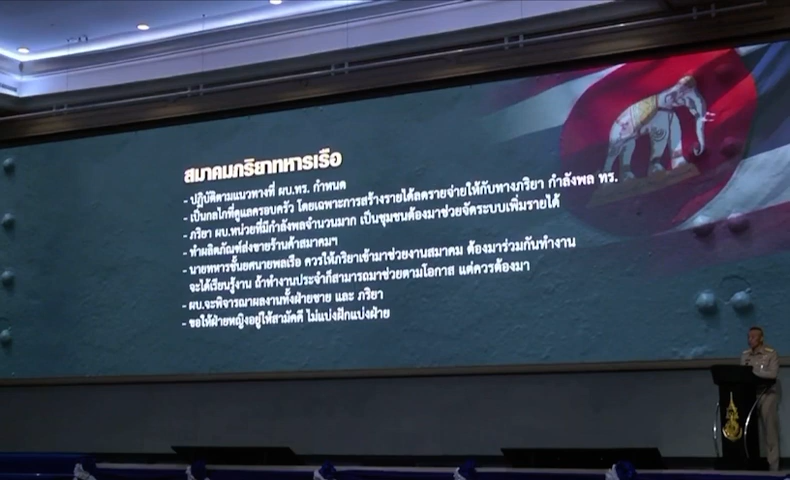 สมาคมภริยาทหารเรือ
- ปฏิบัติตามแนวทางที่ ผบ.ทร. กำหนด
- เป็นกลไกที่ดูแลครอบครัว โดยเฉพาะการสร้างรายได้ลดรายจ่ายให้กับทางภริยา กำลังพล ทร.
- ภริยา ผบ.หน่วยที่มีกำลังพลจำนวนมาก เป็นชุมชนต้องมาช่วยจัดระบบเพิ่มรายได้
- ทำผลิตภัณฑ์ส่งขายร้านค้าสมาคมฯ
- นายทหารชั้นยศนายพลเรือ ควรให้ภริยาเข้ามาช่วยงานสมาคม ต้องมาร่วมกันทำงาน
จะได้เรียนรู้งาน ถ้าทำงานประจำก็สามารถมาช่วยตามโอกาส แต่ควรต้องมา
- ผบ.จะพิจารณาผลงานทั้งฝ่ายชาย และ ภริยา
- ขอให้ฝ่ายหญิงอยู่ให้สามัคคี ไม่แบ่งฝักแบ่งฝ่าย